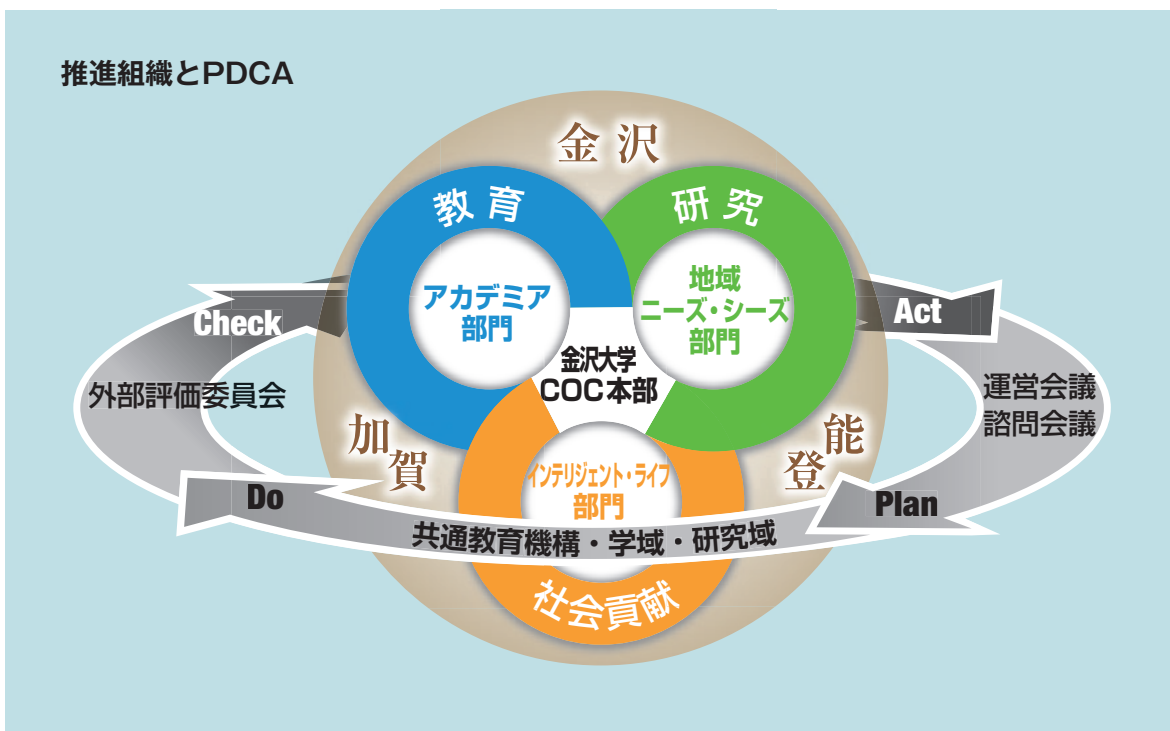 推進組織とPDCA
金沢
教育
研究
アカデミア
部門
地域
ニーズ・シーズ
部門
Check
Act
金沢大学
COC本部
外部評価委員会
運営会議
諮問会議
加賀
能登
インテリジェント・ライフ
部門
Do
Plan
共通教育機構・学域・研究域
社会貢献